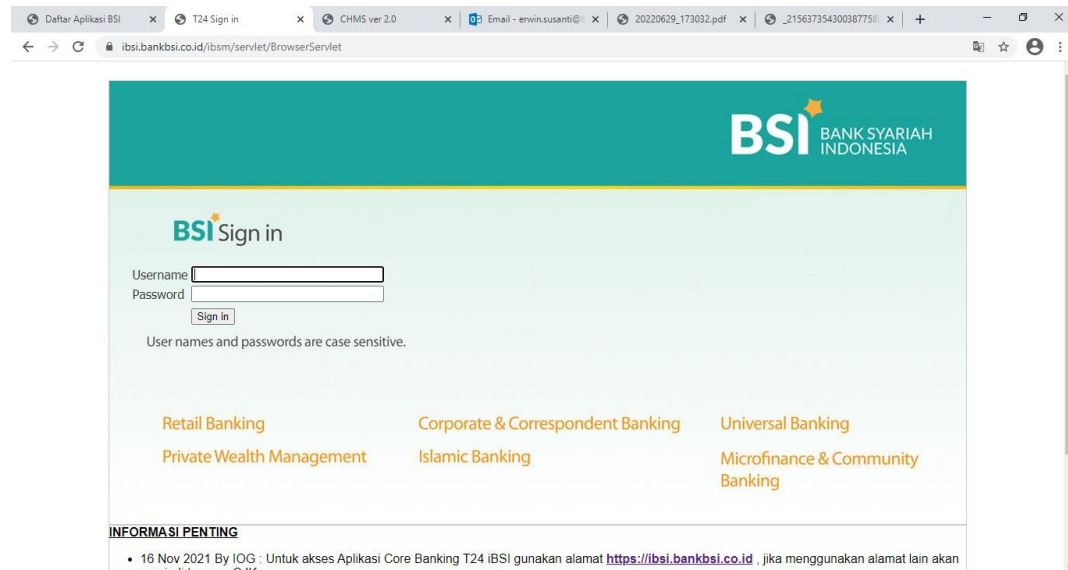 Daftar Aplikasi BSI
T24 Sign in
CHMS ver 2.0
Email - erwin.susanti@
20220629_173032.pdf
ibsi.bankbsi.co.id/ibsm/servlet/BrowserServlet
BSI BANK SYARIAH
INDONESIA
BSI Sign in
Username
Password
Sign in
User names and passwords are case sensitive.
Retail Banking
Corporate & Correspondent Banking
Universal Banking
Private Wealth Management
Islamic Banking
Microfinance & Community
Banking
INFORMASI PENTING
• 16 Nov 2021 By IOG : Untuk akses Aplikasi Core Banking T24 iBSI gunakan alamat https://ibsi.bankbsi.co.id , jika menggunakan alamat lain akan